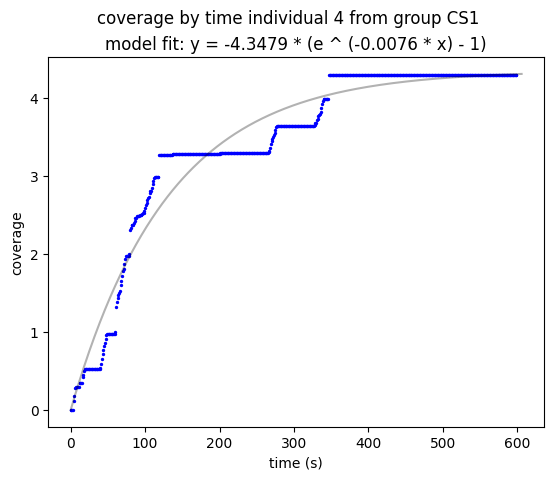 coverage by time individual 4 from group CS1
model fit: y = -4.3479 * (e ^ (-0.0076 * x) - 1)
4
3
2
1
0
coverage
0 100 200 300 400 500 600
time (s)